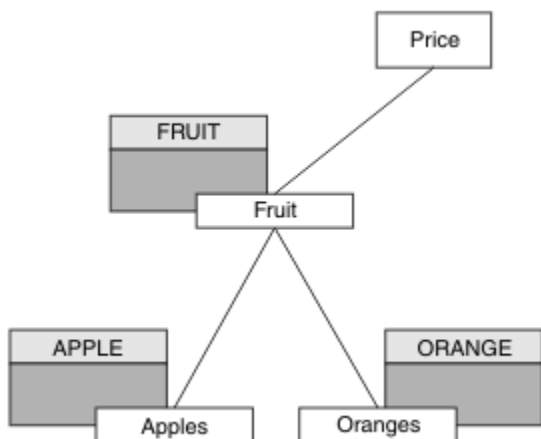 Price
FRUIT
Fruit
APPLE
ORANGE
Apples
Oranges